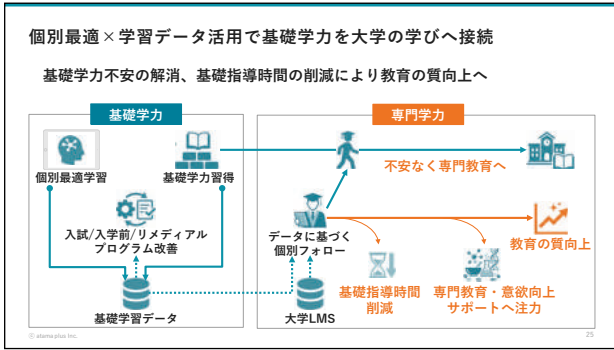 個別最適×学習データ活用で基礎学力を大学の学びへ接続
基礎学力不安の解消、基礎指導時間の削減により教育の質向上へ
基礎学力
専門学力
個別最適学習
基礎学力習得
不安なく専門教育へ
入試/入学前/リメディアル
プログラム改善
データに基づく
個別フォロー
教育の質向上
基礎指導時間
削減
専門教育・意欲向上
サポートへ注力
基礎学習データ
大学LMS
© atama plus Inc.
25